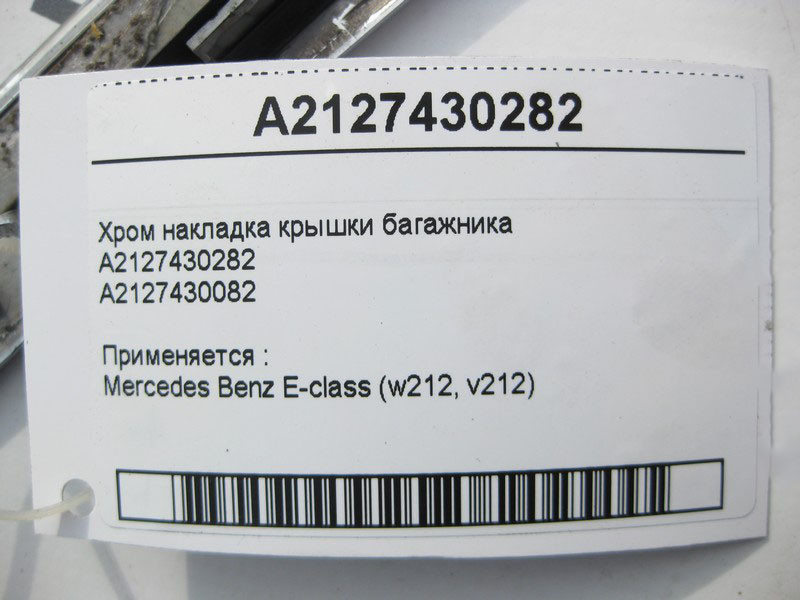 A2127430282
Хром накладка крышки багажника
A2127430282
A2127430082
Применяется :
Mercedes Benz E-class (w212, v212)